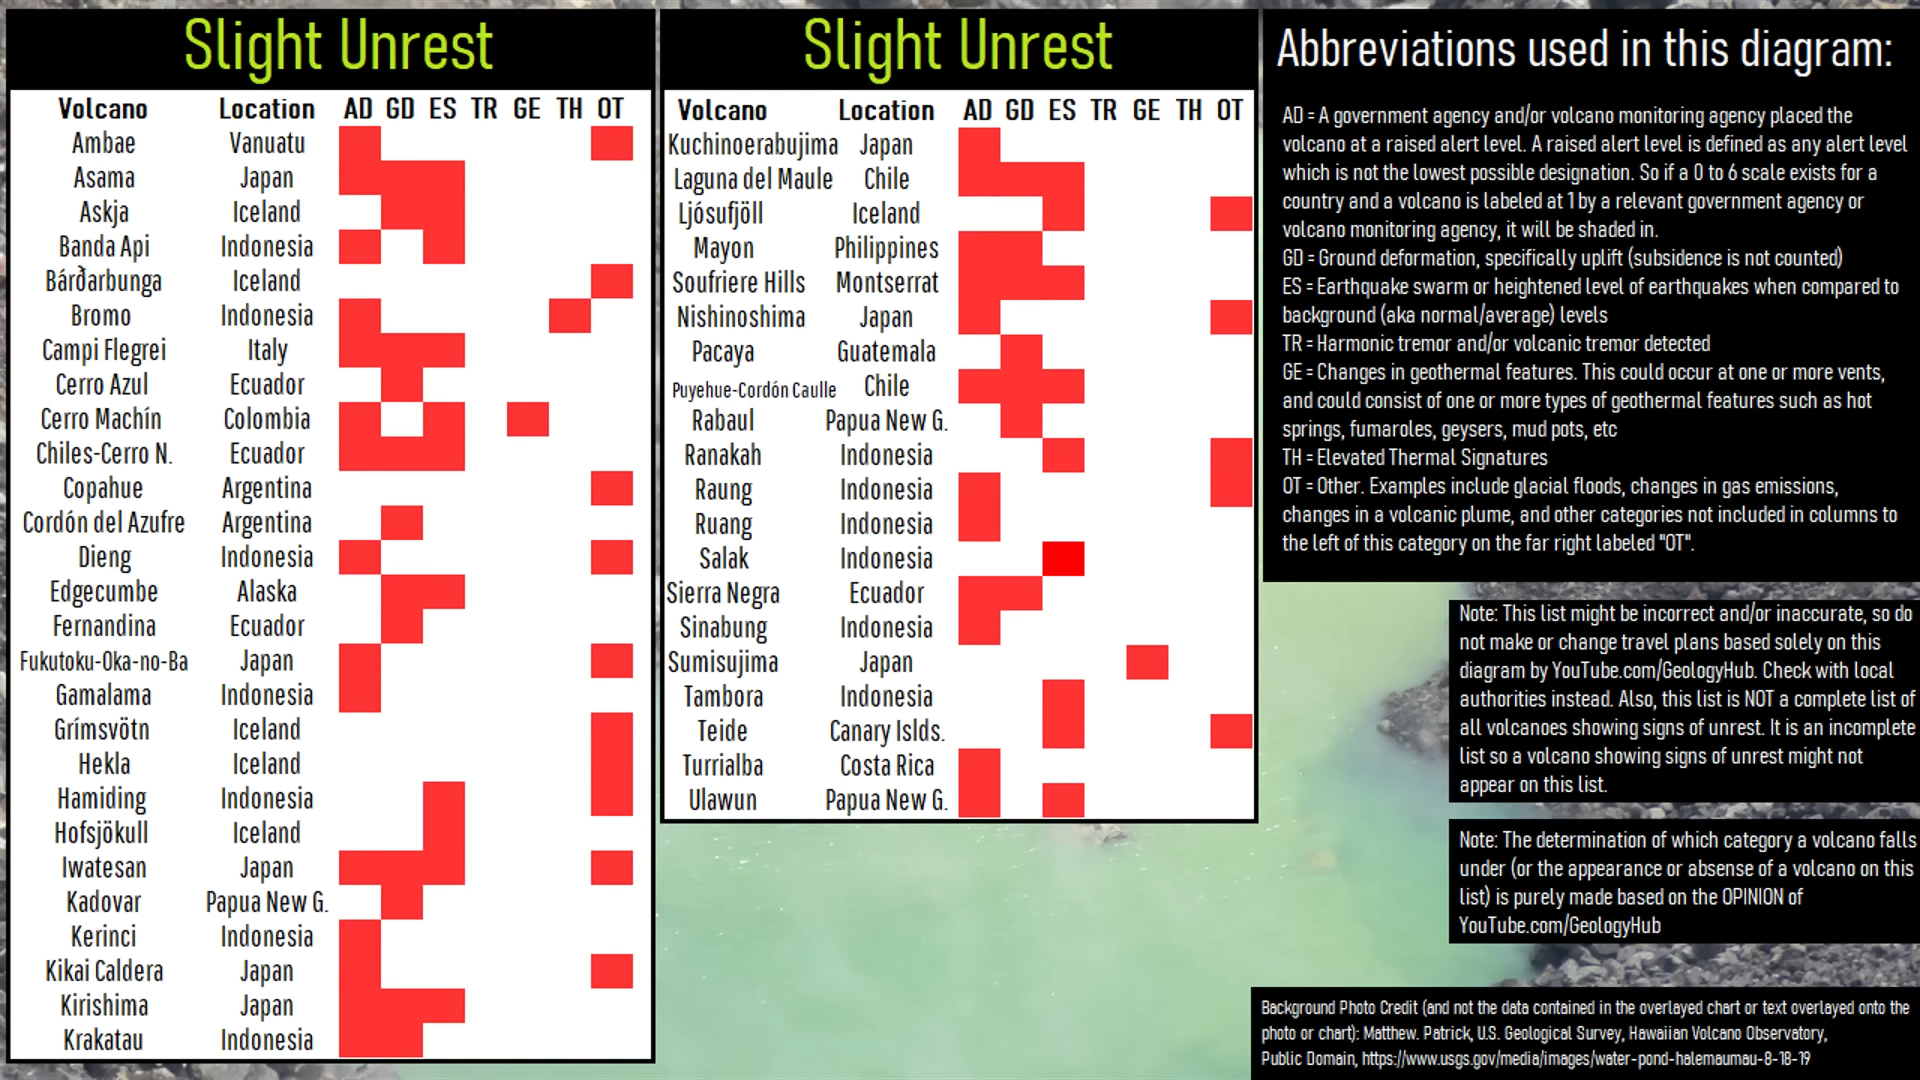 Slight Unrest
Volcano Location AD GD ES TR GE TH OT
Ambae Vanuatu
Asama Japan
Askja Iceland
Banda Api Indonesia
Bárðarbunga Iceland
Bromo Indonesia
Campi Flegrei Italy
Cerro Azul Ecuador
Cerro Machín Colombia
Chiles-Cerro N. Ecuador
Copahue Argentina
Cordón del Azufre Argentina
Dieng Indonesia
Edgecumbe Alaska
Fernandina Ecuador
Fukutoku-Oka-no-Ba Japan
Gamalama Indonesia
Grímsvötn Iceland
Hekla Iceland
Hamiding Indonesia
Hofsjökull Iceland
Iwatesan Japan
Kadovar Papua New G.
Kerinci Indonesia
Kikai Caldera Japan
Kirishima Japan
Krakatau Indonesia
Slight Unrest
Volcano Location AD GD ES TR GE TH OT
Kuchinoerabujima Japan
Laguna del Maule Chile
Ljósufjöll Iceland
Mayon Philippines
Soufriere Hills Montserrat
Nishinoshima Japan
Pacaya Guatemala
Puyehue-Cordón Caulle Chile
Rabaul Papua New G.
Ranakah Indonesia
Raung Indonesia
Ruang Indonesia
Salak Indonesia
Sierra Negra Ecuador
Sinabung Indonesia
Sumisujima Japan
Tambora Indonesia
Teide Canary Islds.
Turrialba Costa Rica
Ulawun Papua New G.
Abbreviations used in this diagram:
AD = A government agency and/or volcano monitoring agency placed the
volcano at a raised alert level. A raised alert level is defined as any alert level
which is not the lowest possible designation. So if a 0 to 6 scale exists for a
country and a volcano is labeled at 1 by a relevant government agency or
volcano monitoring agency, it will be shaded in.
GD = Ground deformation, specifically uplift (subsidence is not counted)
ES = Earthquake swarm or heightened level of earthquakes when compared to
background (aka normal/average) levels
TR = Harmonic tremor and/or volcanic tremor detected
GE = Changes in geothermal features. This could occur at one or more vents,
and could consist of one or more types of geothermal features such as hot
springs, fumaroles, geysers, mud pots, etc
TH = Elevated Thermal Signatures
OT = Other. Examples include glacial floods, changes in gas emissions,
changes in a volcanic plume, and other categories not included in columns to
the left of this category on the far right labeled "OT".
Note: This list might be incorrect and/or inaccurate, so do
not make or change travel plans based solely on this
diagram by YouTube.com/GeologyHub. Check with local
authorities instead. Also, this list is NOT a complete list of
all volcanoes showing signs of unrest. It is an incomplete
list so a volcano showing signs of unrest might not
appear on this list.
Note: The determination of which category a volcano falls
under (or the appearance or absense of a volcano on this
list) is purely made based on the OPINION of
YouTube.com/GeologyHub
Background Photo Credit (and not the data contained in the overlayed chart or text overlayed onto the
photo or chart): Matthew. Patrick, U.S. Geological Survey, Hawaiian Volcano Observatory,
Public Domain, https://www.usgs.gov/media/images/water-pond-halemaumau-8-18-19